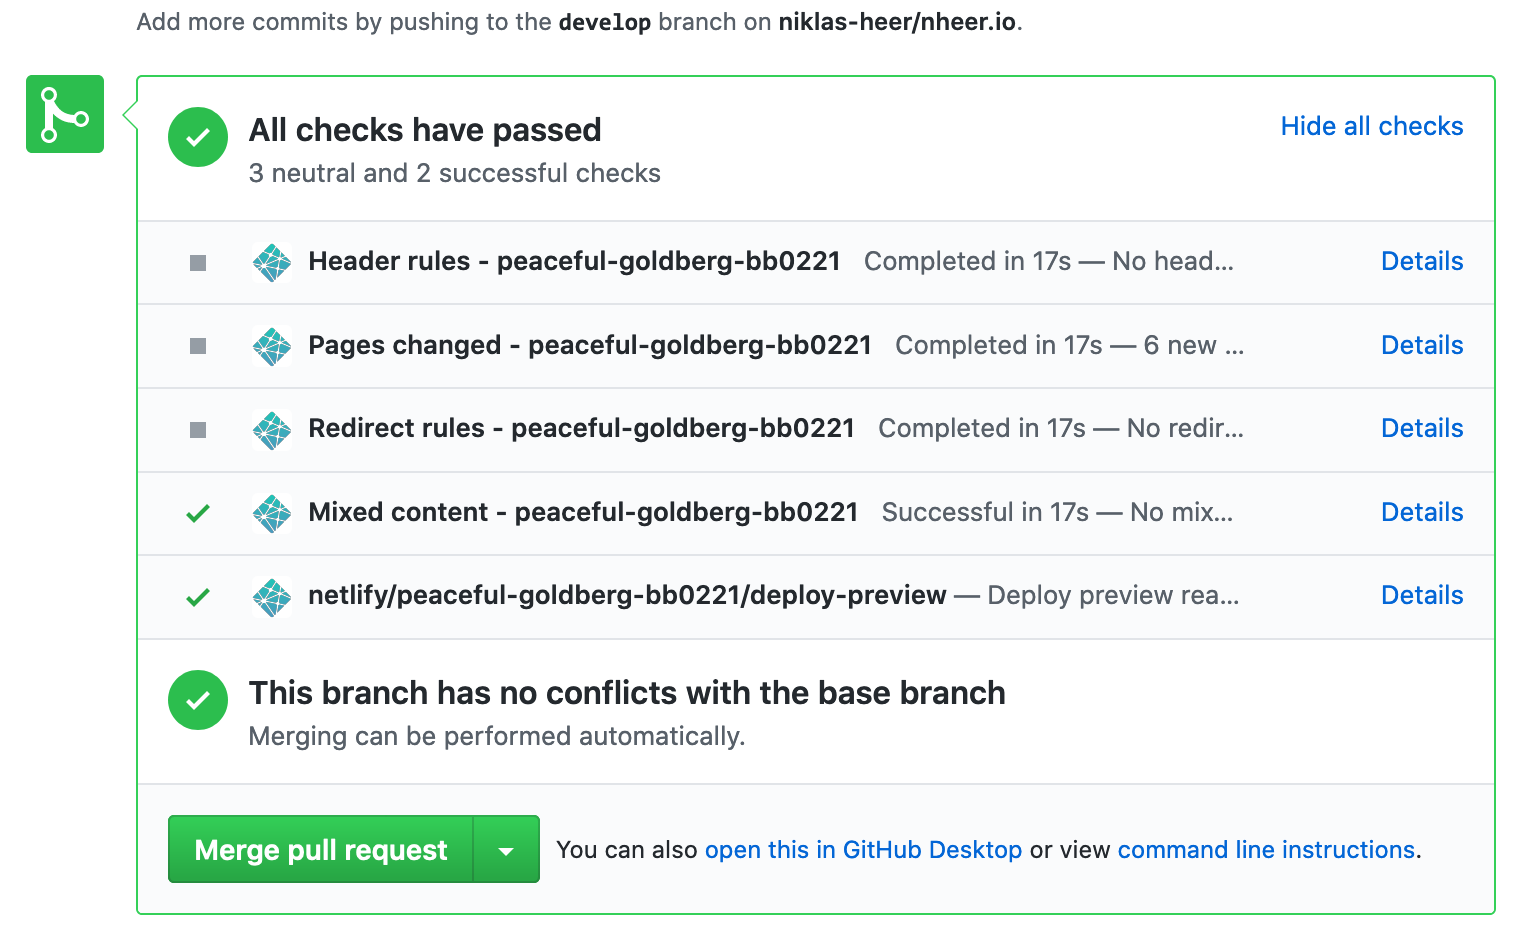 Add more commits by pushing to the develop branch on niklas-heer/nheer.io.
All checks have passed
Hide all checks
3 neutral and 2 successful checks
Header rules - peaceful-goldberg-bb0221 Completed in 17s — No head... Details
Pages changed - peaceful-goldberg-bb0221 Completed in 17s — 6 new ... Details
Redirect rules - peaceful-goldberg-bb0221 Completed in 17s — No redir... Details
Mixed content - peaceful-goldberg-bb0221 Successful in 17s — No mix... Details
netlify/peaceful-goldberg-bb0221/deploy-preview — Deploy preview rea... Details
This branch has no conflicts with the base branch
Merging can be performed automatically.
Merge pull request You can also open this in GitHub Desktop or view command line instructions.